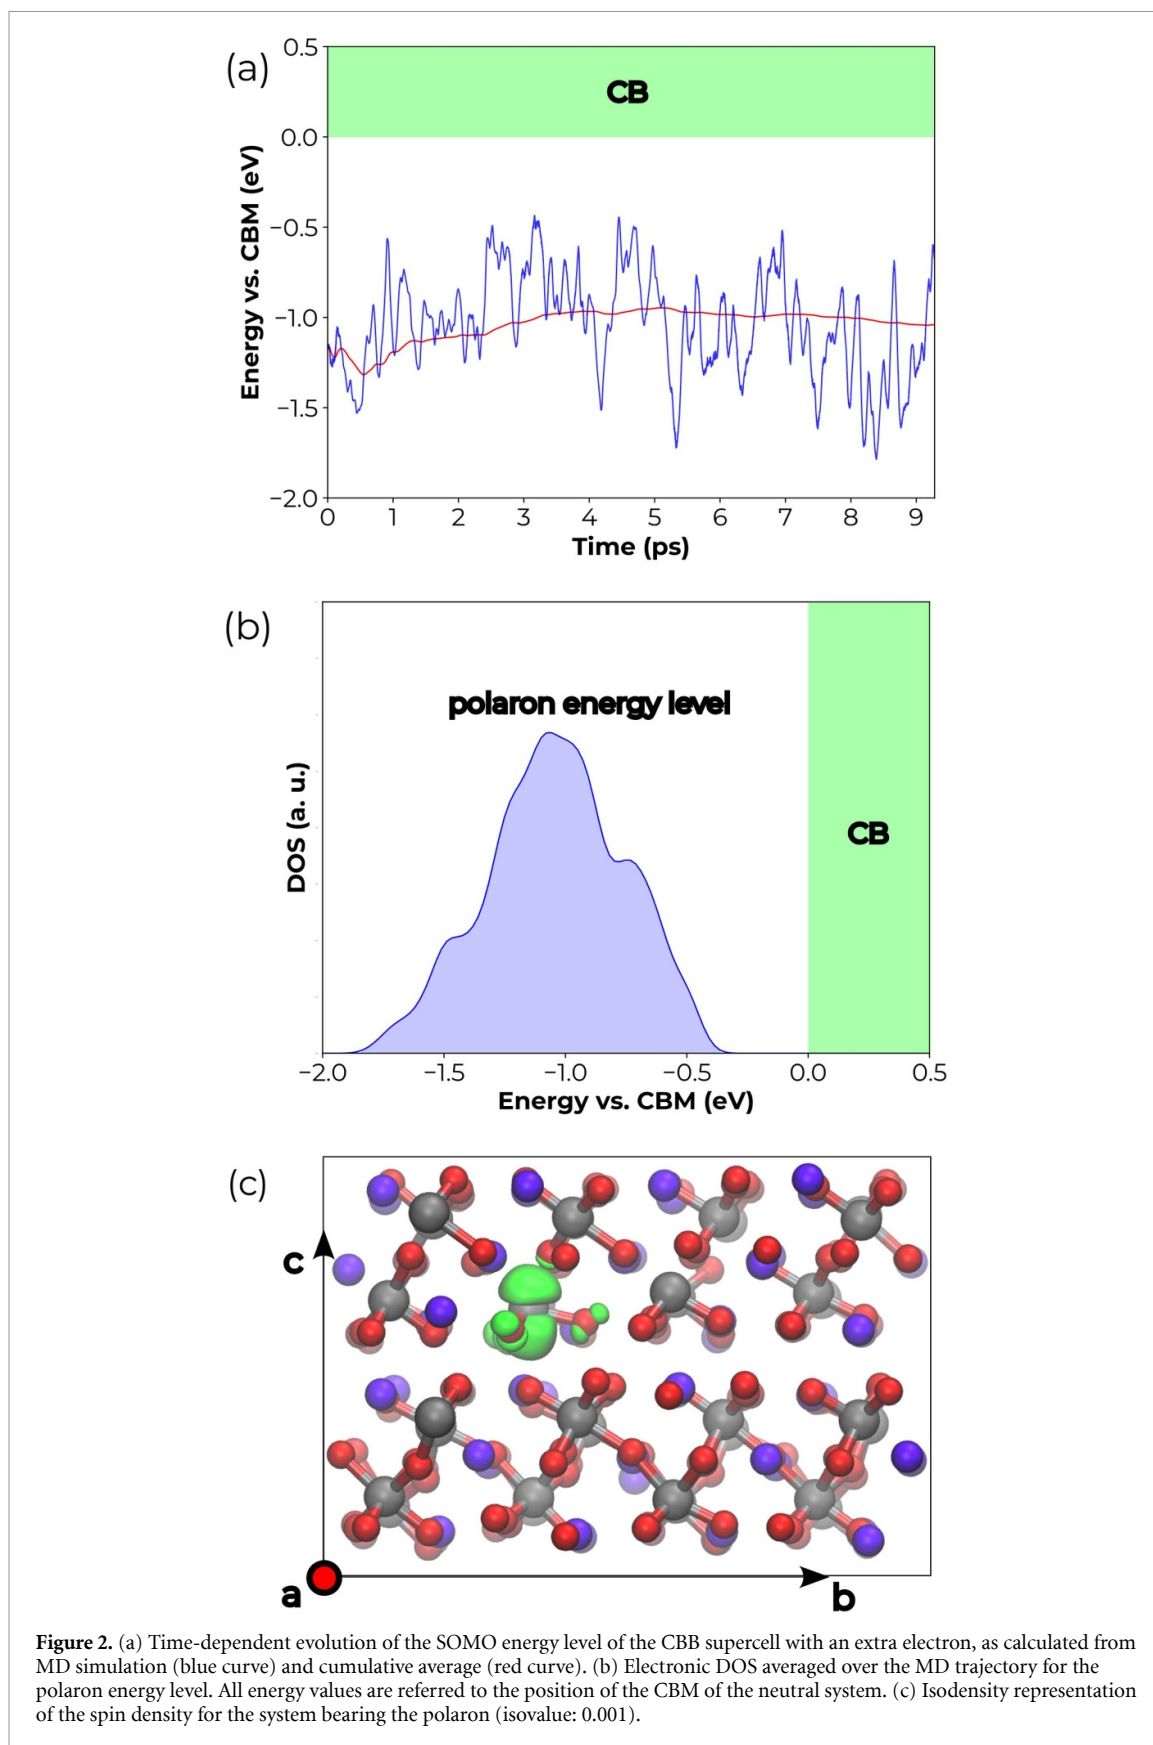 (a)
CB
Energy vs. CBM (eV)
0.5
0.0
−0.5
−1.0
−1.5
−2.0
0 1 2 3 4 5 6 7 8 9
Time (ps)
(b)
polaron energy level
CB
DOS (a. u.)
−2.0 −1.5 −1.0 −0.5 0.0 0.5
Energy vs. CBM (eV)
(c)
c
a
b
Figure 2. (a) Time-dependent evolution of the SOMO energy level of the CBB supercell with an extra electron, as calculated from
MD simulation (blue curve) and cumulative average (red curve). (b) Electronic DOS averaged over the MD trajectory for the
polaron energy level. All energy values are referred to the position of the CBM of the neutral system. (c) Isodensity representation
of the spin density for the system bearing the polaron (isovalue: 0.001).